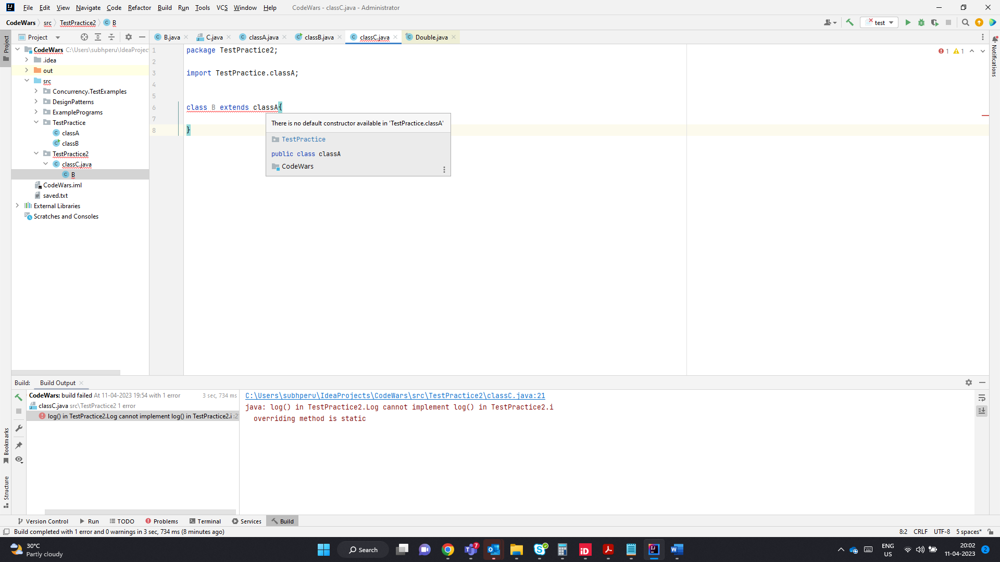 File Edit View Navigate Code Refactor Build Run Tools VCS Window Help CodeWars - classC.java - Administrator
CodeWars src TestPractice2 B test
Project
B.java C.java classA.java classB.java classC.java Double.java
CodeWars C:\Users\subhperu\IdeaProjec
.idea
out
src
Concurrency.TestExamples
DesignPatterns
ExamplePrograms
TestPractice
classA
classB
TestPractice2
classC.java
B
CodeWars.iml
saved.txt
External Libraries
Scratches and Consoles
Project
Bookmarks
Structure
1 package TestPractice2;
2
3 import TestPractice.classA;
4
5
6 class B extends classA{
7
8 }
1 1
Notifications
There is no default constructor available in 'TestPractice.classA'
TestPractice
public class classA
CodeWars
Build: Build Output
CodeWars: build failed At 11-04-2023 19:54 with 1 error 3 sec, 734 ms
classC.java src\TestPractice2 1 error
log() in TestPractice2.Log cannot implement log() in TestPractice2.i :2
C:\Users\subhperu\IdeaProjects\CodeWars\src\TestPractice2\classC.java:21
java: log() in TestPractice2.Log cannot implement log() in TestPractice2.i
overriding method is static
Version Control Run TODO Problems Terminal Services Build
Build completed with 1 error and 0 warnings in 3 sec, 734 ms (8 minutes ago) 8:2 CRLF UTF-8 5 spaces*
30°C
Partly cloudy
Search
7
iD
ENG
US
20:02
11-04-2023
2